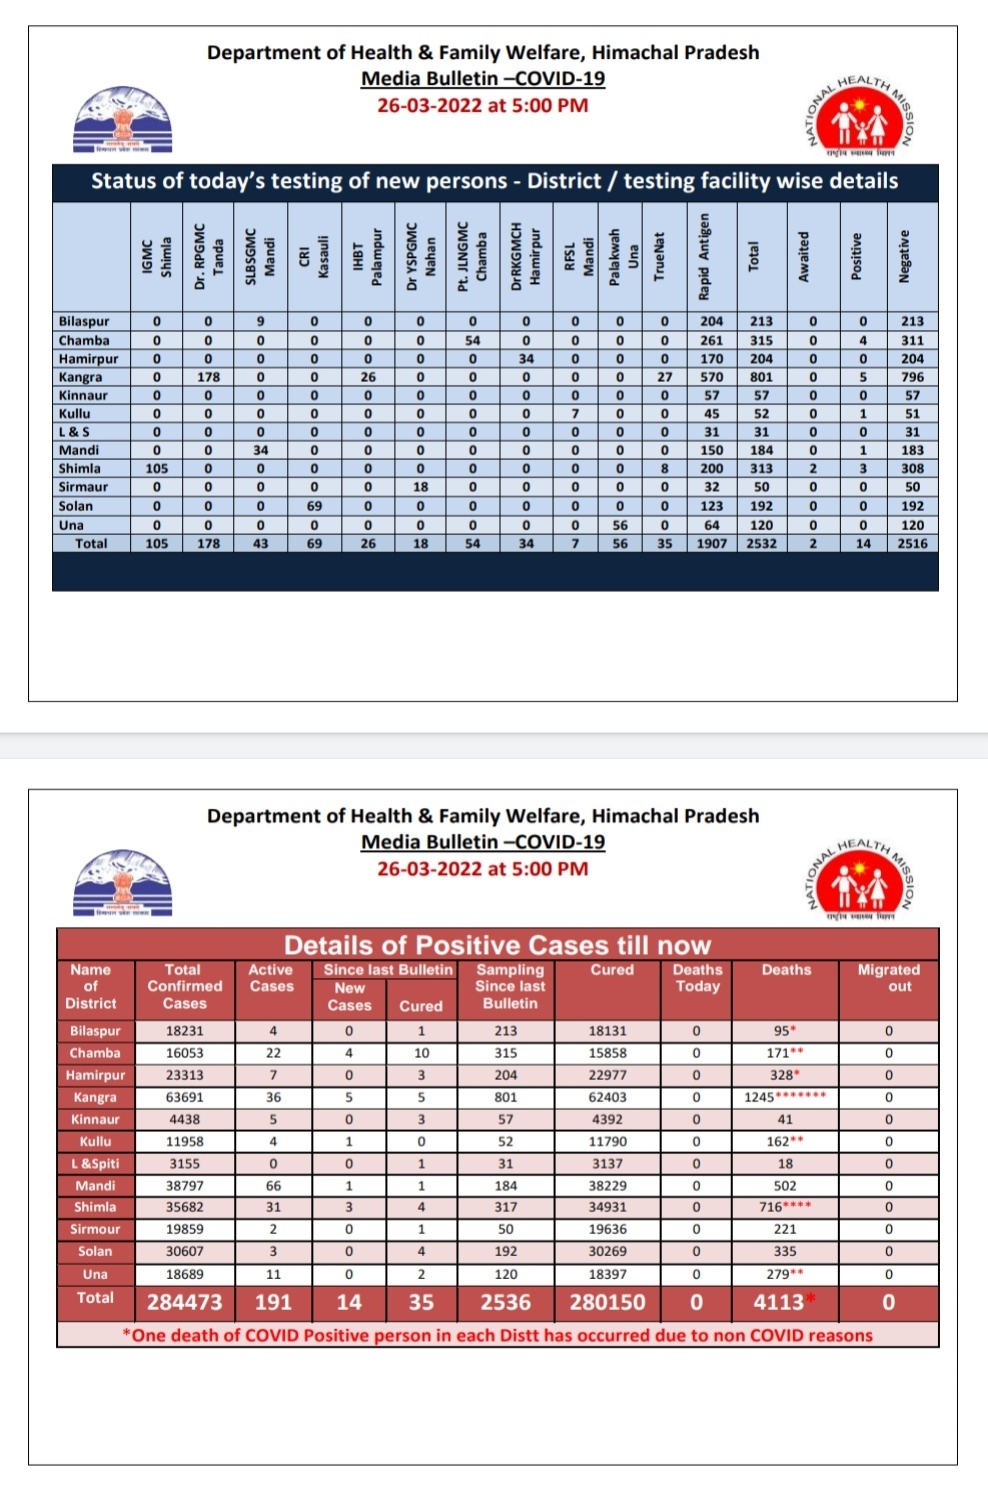 Department of Health & Family Welfare, Himachal Pradesh
Media Bulletin –COVID-19
26-03-2022 at 5:00 PM
NATIONAL HEALTH MISSION
राष्ट्रीय स्वास्थ्य मिशन
Status of today's testing of new persons - District / testing facility wise details
IGMC Shimla Dr. RPGMC Tanda SLBSGMC Mandi CRI Kasauli IHBT Palampur Dr YSPGMC Nahan Pt. JLNGMC Chamba DrRKGMCH Hamirpur RFSL Mandi Palakwah Una TrueNat Rapid Antigen Total Awaited Positive Negative
Bilaspur 0 0 9 0 0 0 0 0 0 0 0 204 213 0 0 213
Chamba 0 0 0 0 0 0 54 0 0 0 0 261 315 0 4 311
Hamirpur 0 0 0 0 0 0 0 34 0 0 0 170 204 0 0 204
Kangra 0 178 0 0 26 0 0 0 0 0 27 570 801 0 5 796
Kinnaur 0 0 0 0 0 0 0 0 0 0 0 57 57 0 0 57
Kullu 0 0 0 0 0 0 0 0 7 0 0 45 52 0 1 51
L & S 0 0 0 0 0 0 0 0 0 0 0 31 31 0 0 31
Mandi 0 0 34 0 0 0 0 0 0 0 0 150 184 0 1 183
Shimla 105 0 0 0 0 0 0 0 0 0 8 200 313 2 3 308
Sirmaur 0 0 0 0 0 18 0 0 0 0 0 32 50 0 0 50
Solan 0 0 0 69 0 0 0 0 0 0 0 123 192 0 0 192
Una 0 0 0 0 0 0 0 0 0 56 0 64 120 0 0 120
Total 105 178 43 69 26 18 54 34 7 56 35 1907 2532 2 14 2516
Department of Health & Family Welfare, Himachal Pradesh
Media Bulletin –COVID-19
26-03-2022 at 5:00 PM
NATIONAL HEALTH MISSION
राष्ट्रीय स्वास्थ्य मिशन
Details of Positive Cases till now
Name Total Active Since last Bulletin Sampling Cured Deaths Deaths Migrated
of Confirmed Cases New Since last Today out
District Cases Cases Cured Bulletin
Bilaspur 18231 4 0 1 213 18131 0 95* 0
Chamba 16053 22 4 10 315 15858 0 171** 0
Hamirpur 23313 7 0 3 204 22977 0 328* 0
Kangra 63691 36 5 5 801 62403 0 1245******* 0
Kinnaur 4438 5 0 3 57 4392 0 41 0
Kullu 11958 4 1 0 52 11790 0 162** 0
L &Spiti 3155 0 0 1 31 3137 0 18 0
Mandi 38797 66 1 1 184 38229 0 502 0
Shimla 35682 31 3 4 317 34931 0 716**** 0
Sirmour 19859 2 0 1 50 19636 0 221 0
Solan 30607 3 0 4 192 30269 0 335 0
Una 18689 11 0 2 120 18397 0 279** 0
Total 284473 191 14 35 2536 280150 0 4113* 0
*One death of COVID Positive person in each Distt has occurred due to non COVID reasons